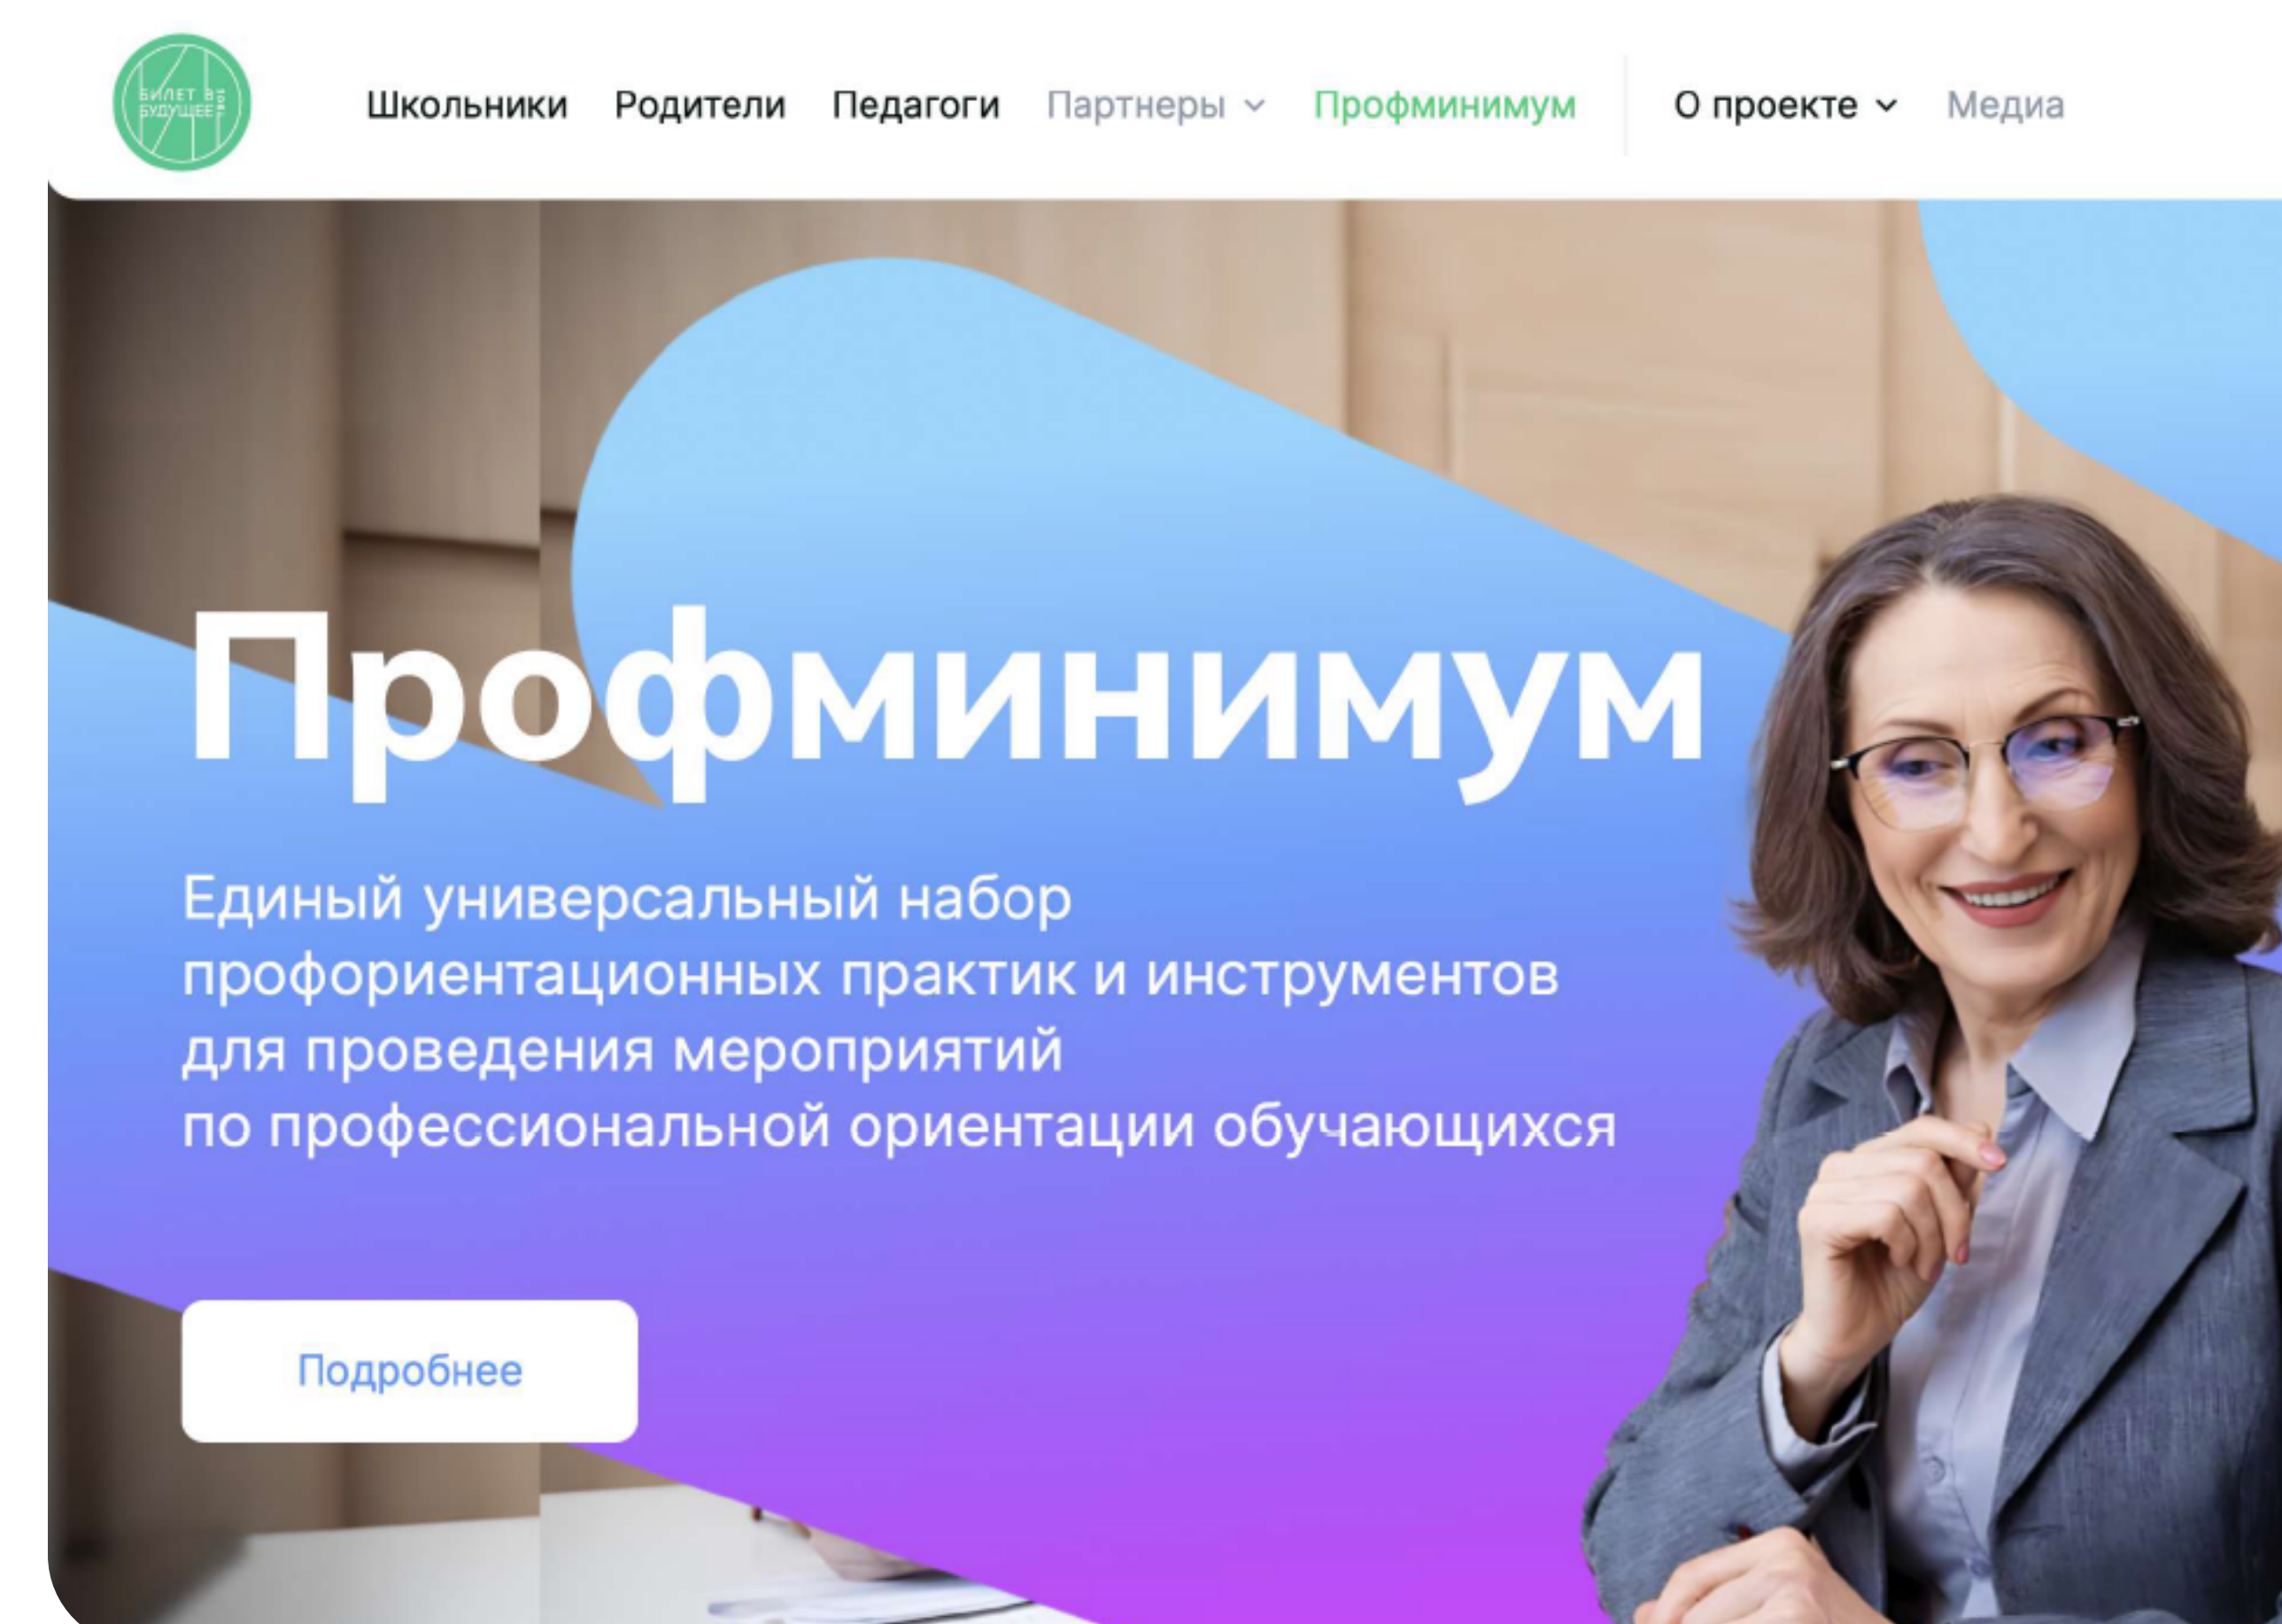 БИЛЕТ В
БУДУЩЕЕ
Школьники Родители Педагоги Партнеры Профминимум О проекте Медиа
Профминимум
Единый универсальный набор
профориентационных практик и инструментов
для проведения мероприятий
по профессиональной ориентации обучающихся
Подробнее